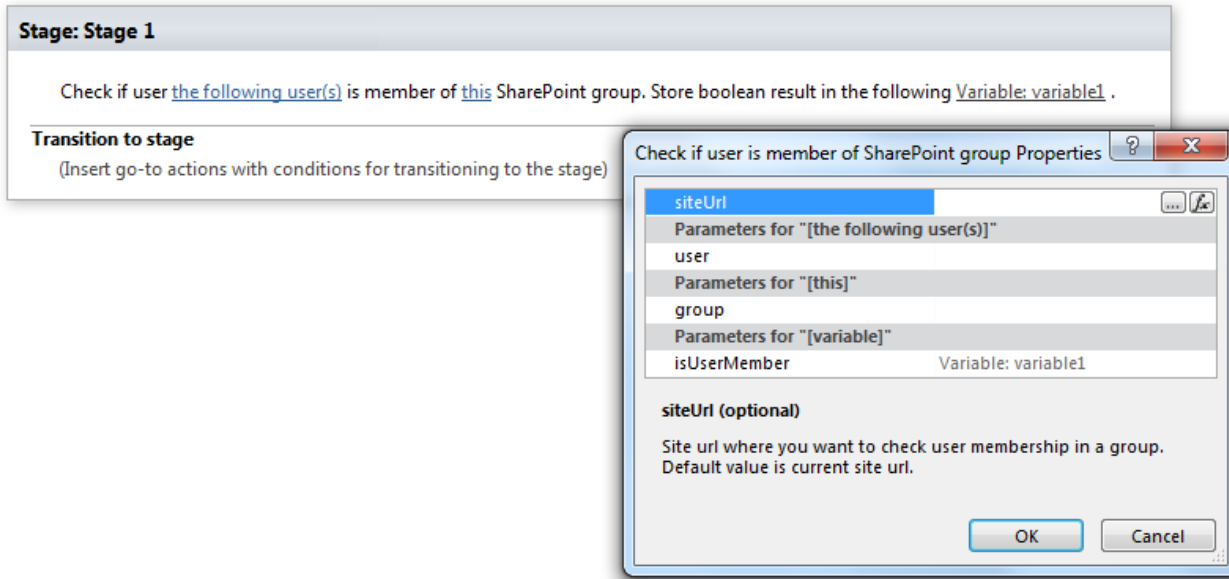 Stage: Stage 1
Check if user the following user(s) is member of this SharePoint group. Store boolean result in the following Variable: variable1 .
Transition to stage
(Insert go-to actions with conditions for transitioning to the stage)
Check if user is member of SharePoint group Properties ? X
siteUrl ... fx
Parameters for "[the following user(s)]"
user
Parameters for "[this]"
group
Parameters for "[variable]"
isUserMember Variable: variable1
siteUrl (optional)
Site url where you want to check user membership in a group.
Default value is current site url.
OK Cancel